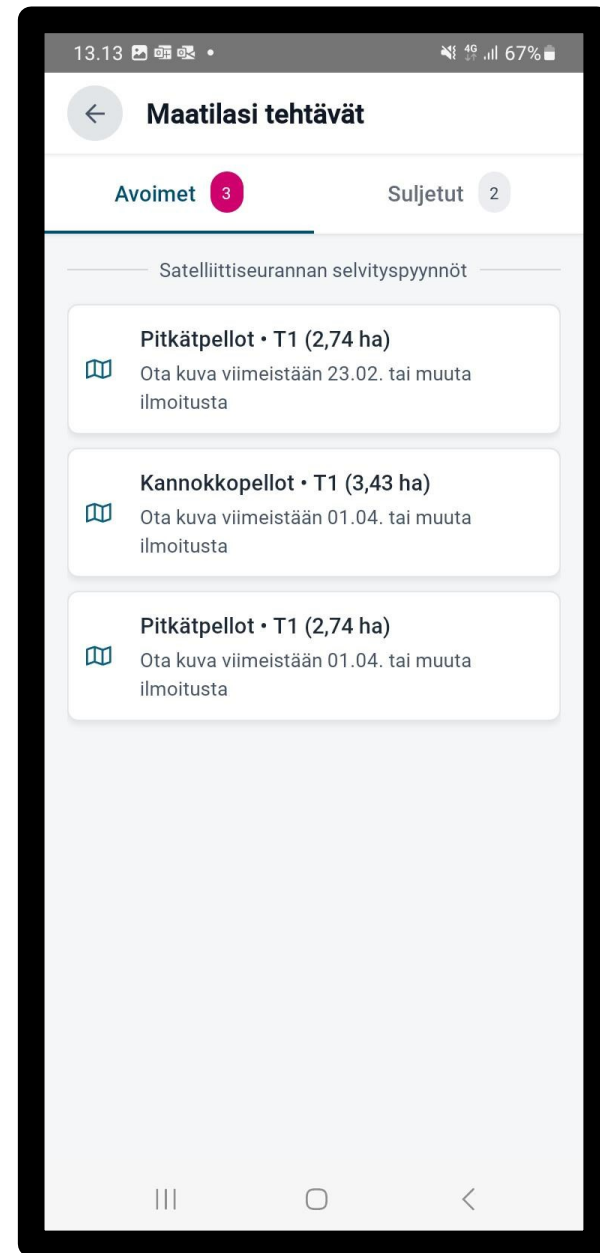 13.13 4G 67%
Maatilasi tehtävät
Avoimet 3 Suljetut 2
Satelliittiseurannan selvityspyynnöt
Pitkätpellot • T1 (2,74 ha)
Ota kuva viimeistään 23.02. tai muuta
ilmoitusta
Kannokkopellot • T1 (3,43 ha)
Ota kuva viimeistään 01.04. tai muuta
ilmoitusta
Pitkätpellot • T1 (2,74 ha)
Ota kuva viimeistään 01.04. tai muuta
ilmoitusta